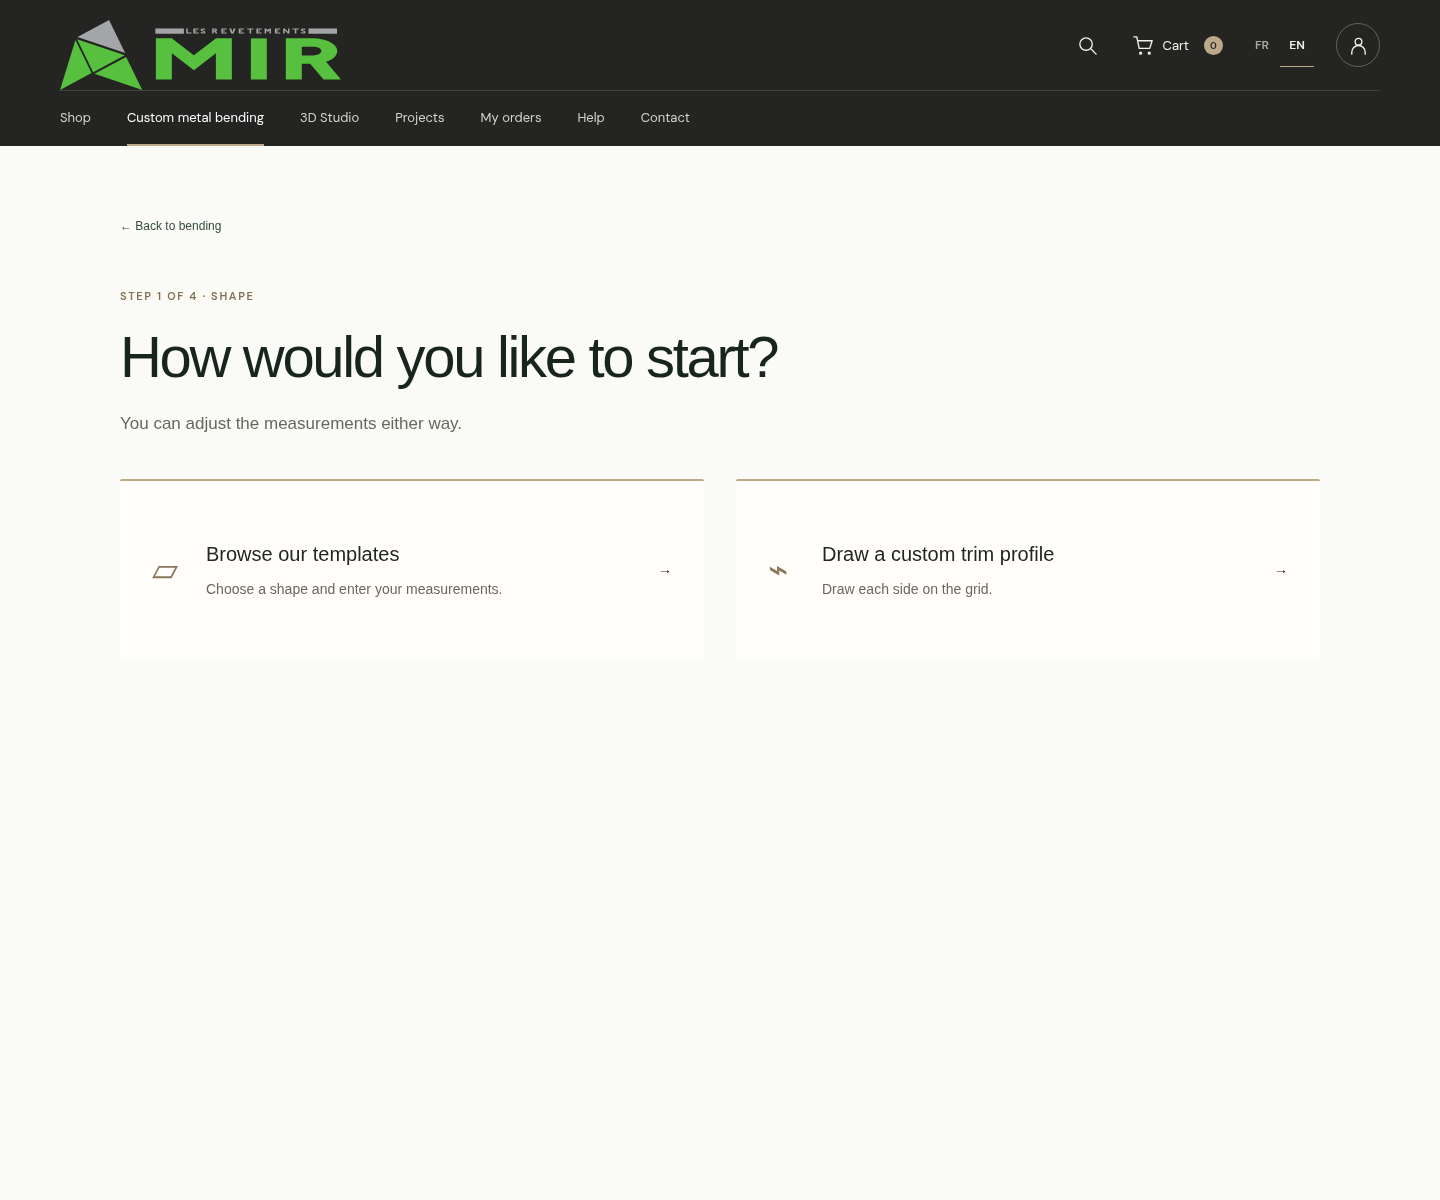 LES REVETEMENTS
MIR
Cart 0 FR EN
Shop Custom metal bending 3D Studio Projects My orders Help Contact
← Back to bending
STEP 1 OF 4 · SHAPE
How would you like to start?
You can adjust the measurements either way.
Browse our templates
Choose a shape and enter your measurements.
→
Draw a custom trim profile
Draw each side on the grid.
→